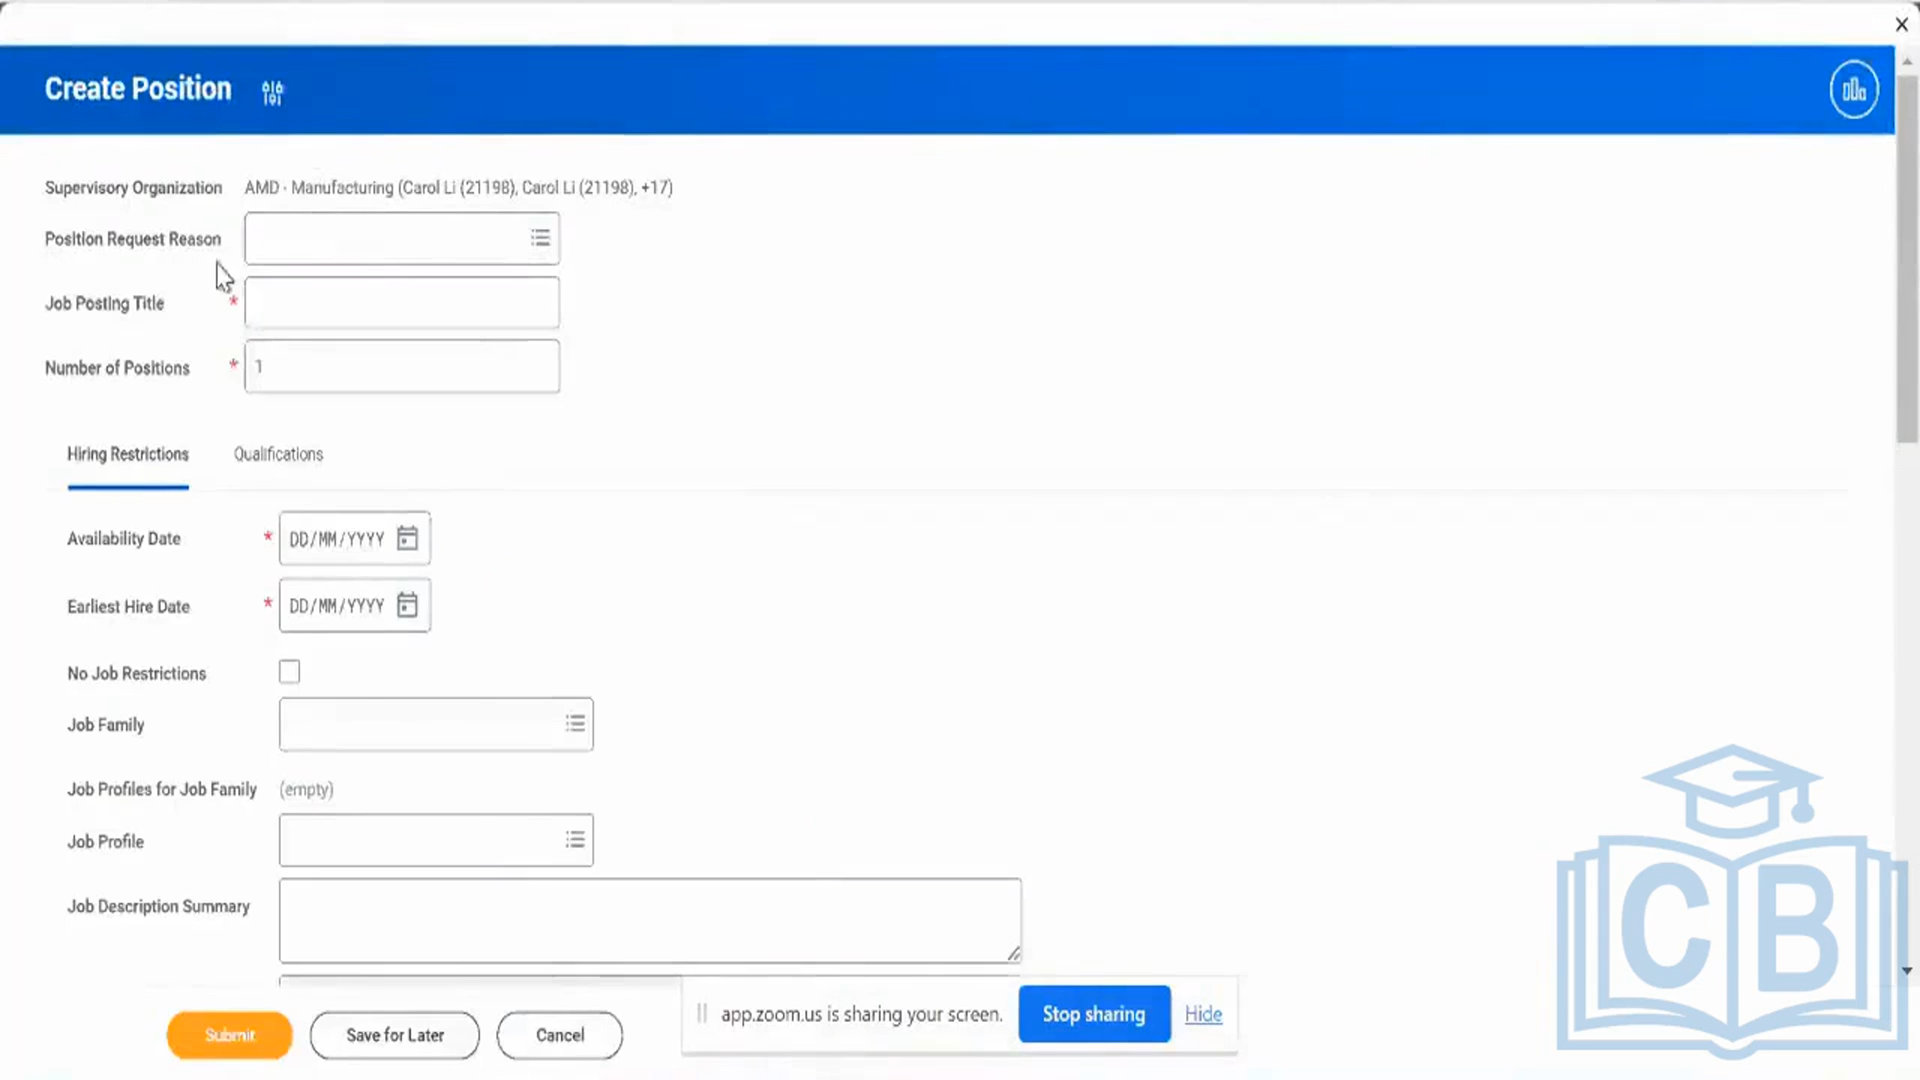 Create Position
Supervisory Organization AMD - Manufacturing (Carol Li (21198), Carol Li (21198), +17)
Position Request Reason
Job Posting Title *
Number of Positions * 1
Hiring Restrictions Qualifications
Availability Date * DD/MM/YYYY
Earliest Hire Date * DD/MM/YYYY
No Job Restrictions
Job Family
Job Profiles for Job Family (empty)
Job Profile
Job Description Summary
Submit Save for Later Cancel
app.zoom.us is sharing your screen. Stop sharing Hide
CB